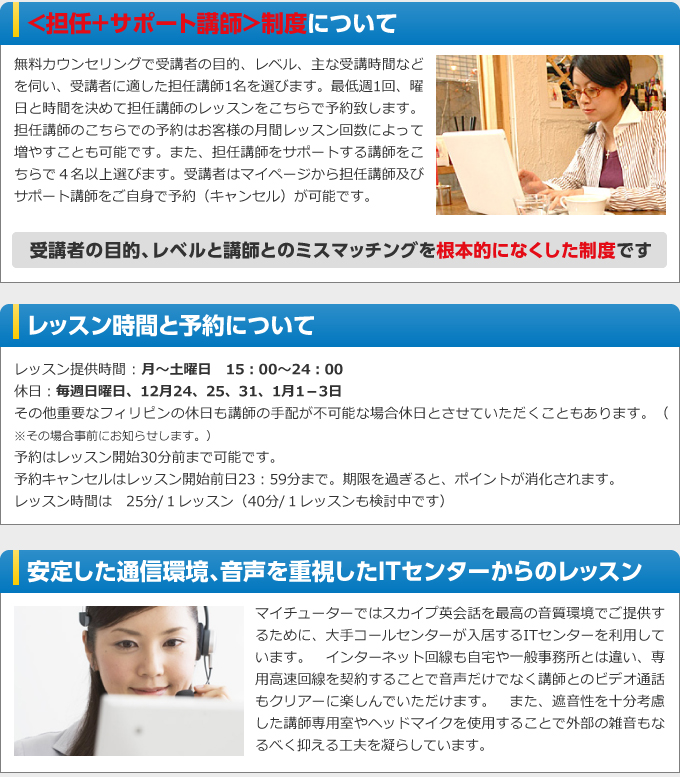 <担任+サポート講師>制度について
無料カウンセリングで受講者の目的、レベル、主な受講時間など
を伺い、受講者に適した担任講師1名を選びます。最低週1回、曜
日と時間を決めて担任講師のレッスンをこちらで予約致します。
担任講師のこちらでの予約はお客様の月間レッスン回数によって
増やすことも可能です。また、担任講師をサポートする講師をこ
ちらで４名以上選びます。受講者はマイページから担任講師及び
サポート講師をご自身で予約（キャンセル）が可能です。
受講者の目的、レベルと講師とのミスマッチングを根本的になくした制度です
レッスン時間と予約について
レッスン提供時間：月～土曜日　15：00～24：00
休日：毎週日曜日、12月24、25、31、1月1－3日
その他重要なフィリピンの休日も講師の手配が不可能な場合休日とさせていただくこともあります。（
※その場合事前にお知らせします。）
予約はレッスン開始30分前まで可能です。
予約キャンセルはレッスン開始前日23：59分まで。期限を過ぎると、ポイントが消化されます。
レッスン時間は　25分/１レッスン（40分/１レッスンも検討中です）
安定した通信環境、音声を重視したITセンターからのレッスン
マイチューターではスカイプ英会話を最高の音質環境でご提供す
るために、大手コールセンターが入居するITセンターを利用して
います。　インターネット回線も自宅や一般事務所とは違い、専
用高速回線を契約することで音声だけでなく講師とのビデオ通話
もクリアーに楽しんでいただけます。　また、遮音性を十分考慮
した講師専用室やヘッドマイクを使用することで外部の雑音もな
るべく抑える工夫を凝らしています。